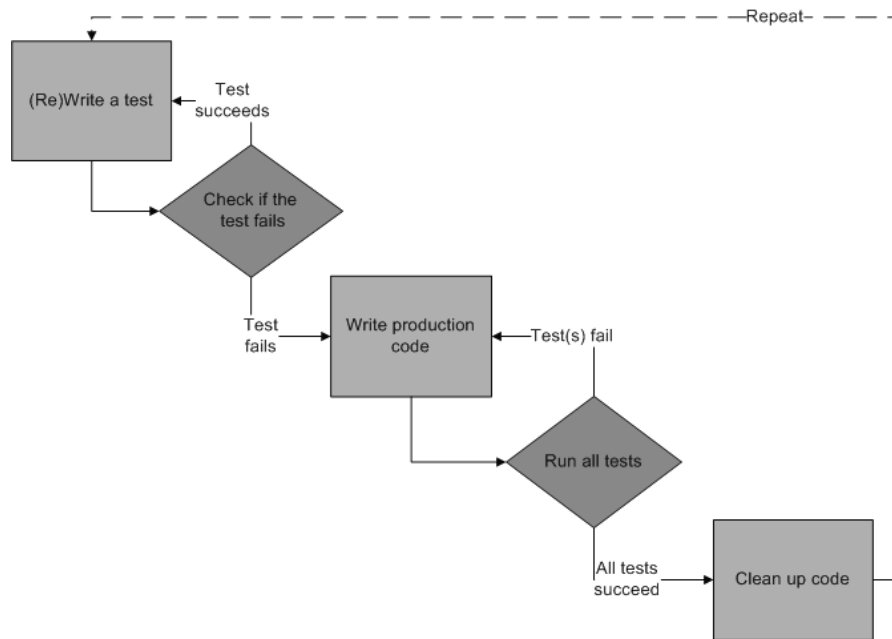 Repeat
(Re)Write a test
Test
succeeds
Check if the
test fails
Test
fails
Write production
code
Test(s) fail
Run all tests
All tests
succeed
Clean up code